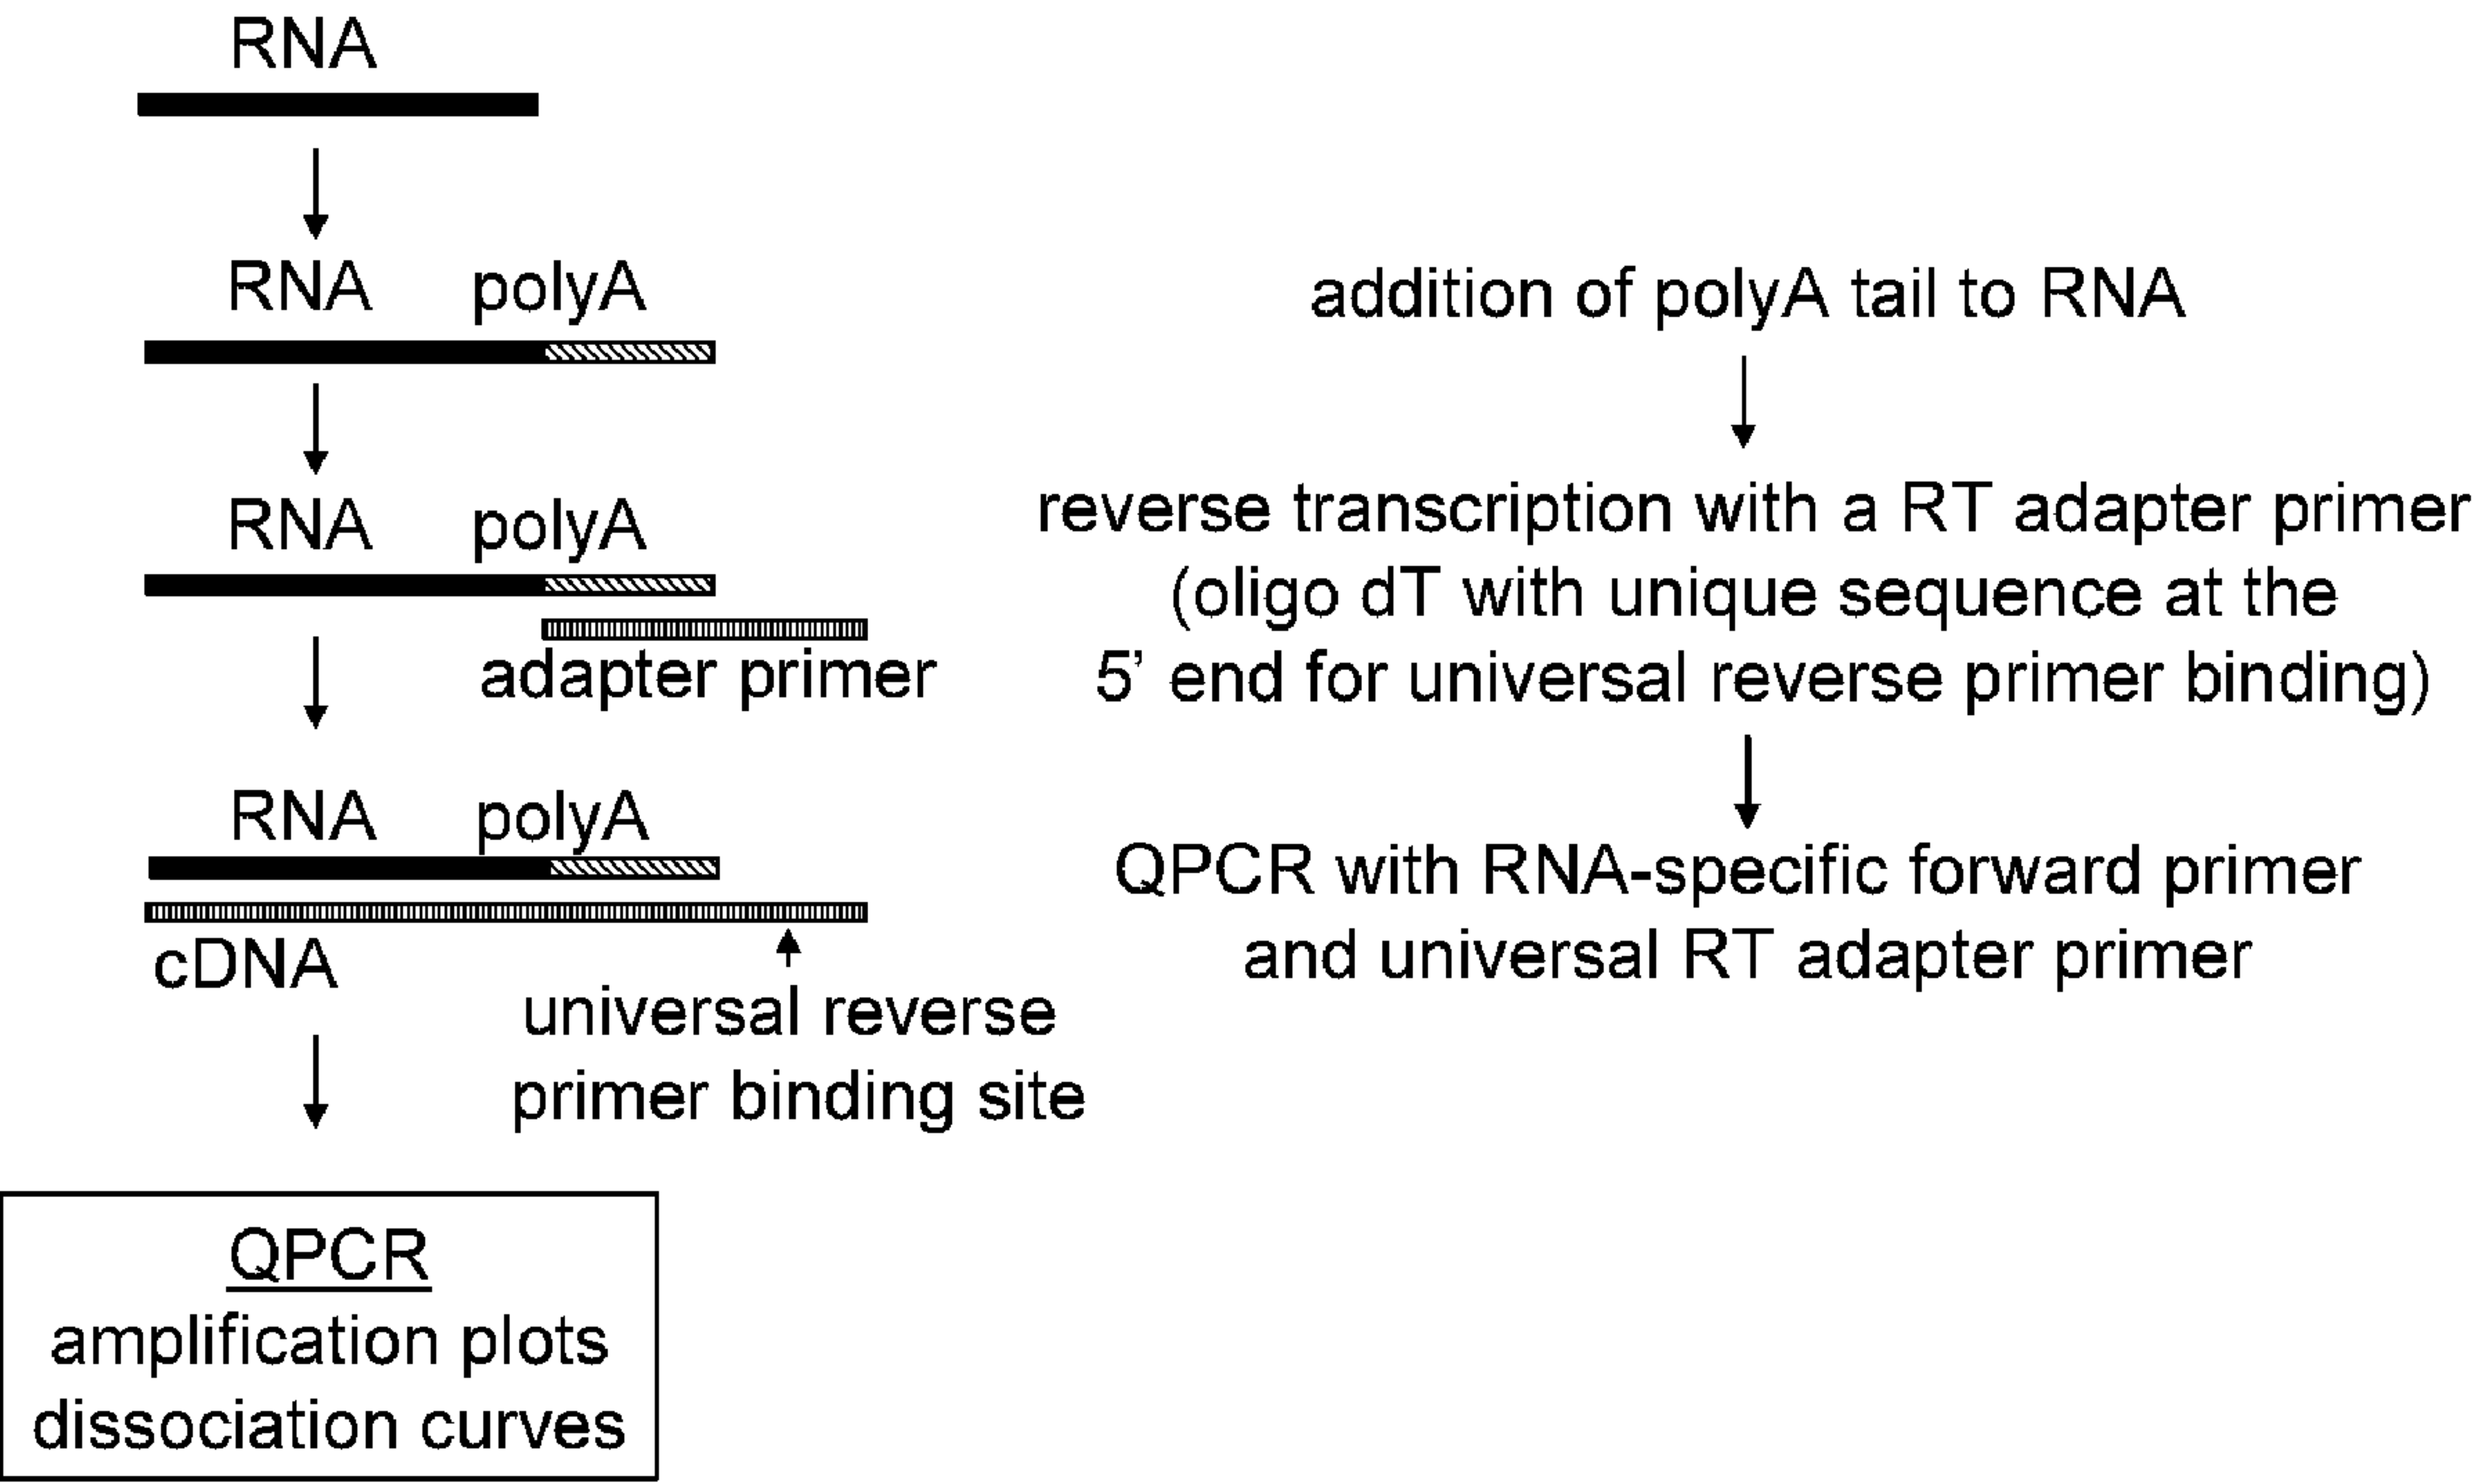 RNA
RNA polyA
RNA polyA
adapter primer
RNA polyA
cDNA
universal reverse
primer binding site
QPCR
amplification plots
dissociation curves
addition of polyA tail to RNA
reverse transcription with a RT adapter primer
(oligo dT with unique sequence at the
5’ end for universal reverse primer binding)
QPCR with RNA-specific forward primer
and universal RT adapter primer